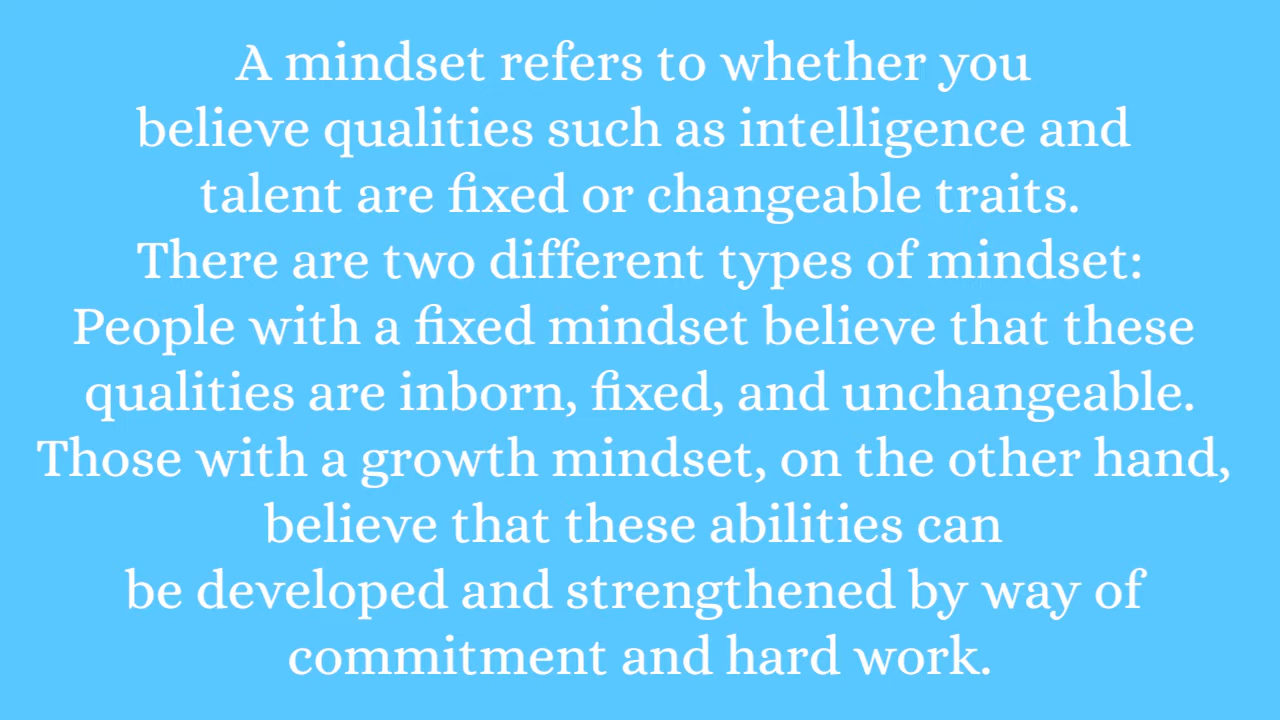 A mindset refers to whether you
believe qualities such as intelligence and
talent are fixed or changeable traits.
There are two different types of mindset:
People with a fixed mindset believe that these
qualities are inborn, fixed, and unchangeable.
Those with a growth mindset, on the other hand,
believe that these abilities can
be developed and strengthened by way of
commitment and hard work.